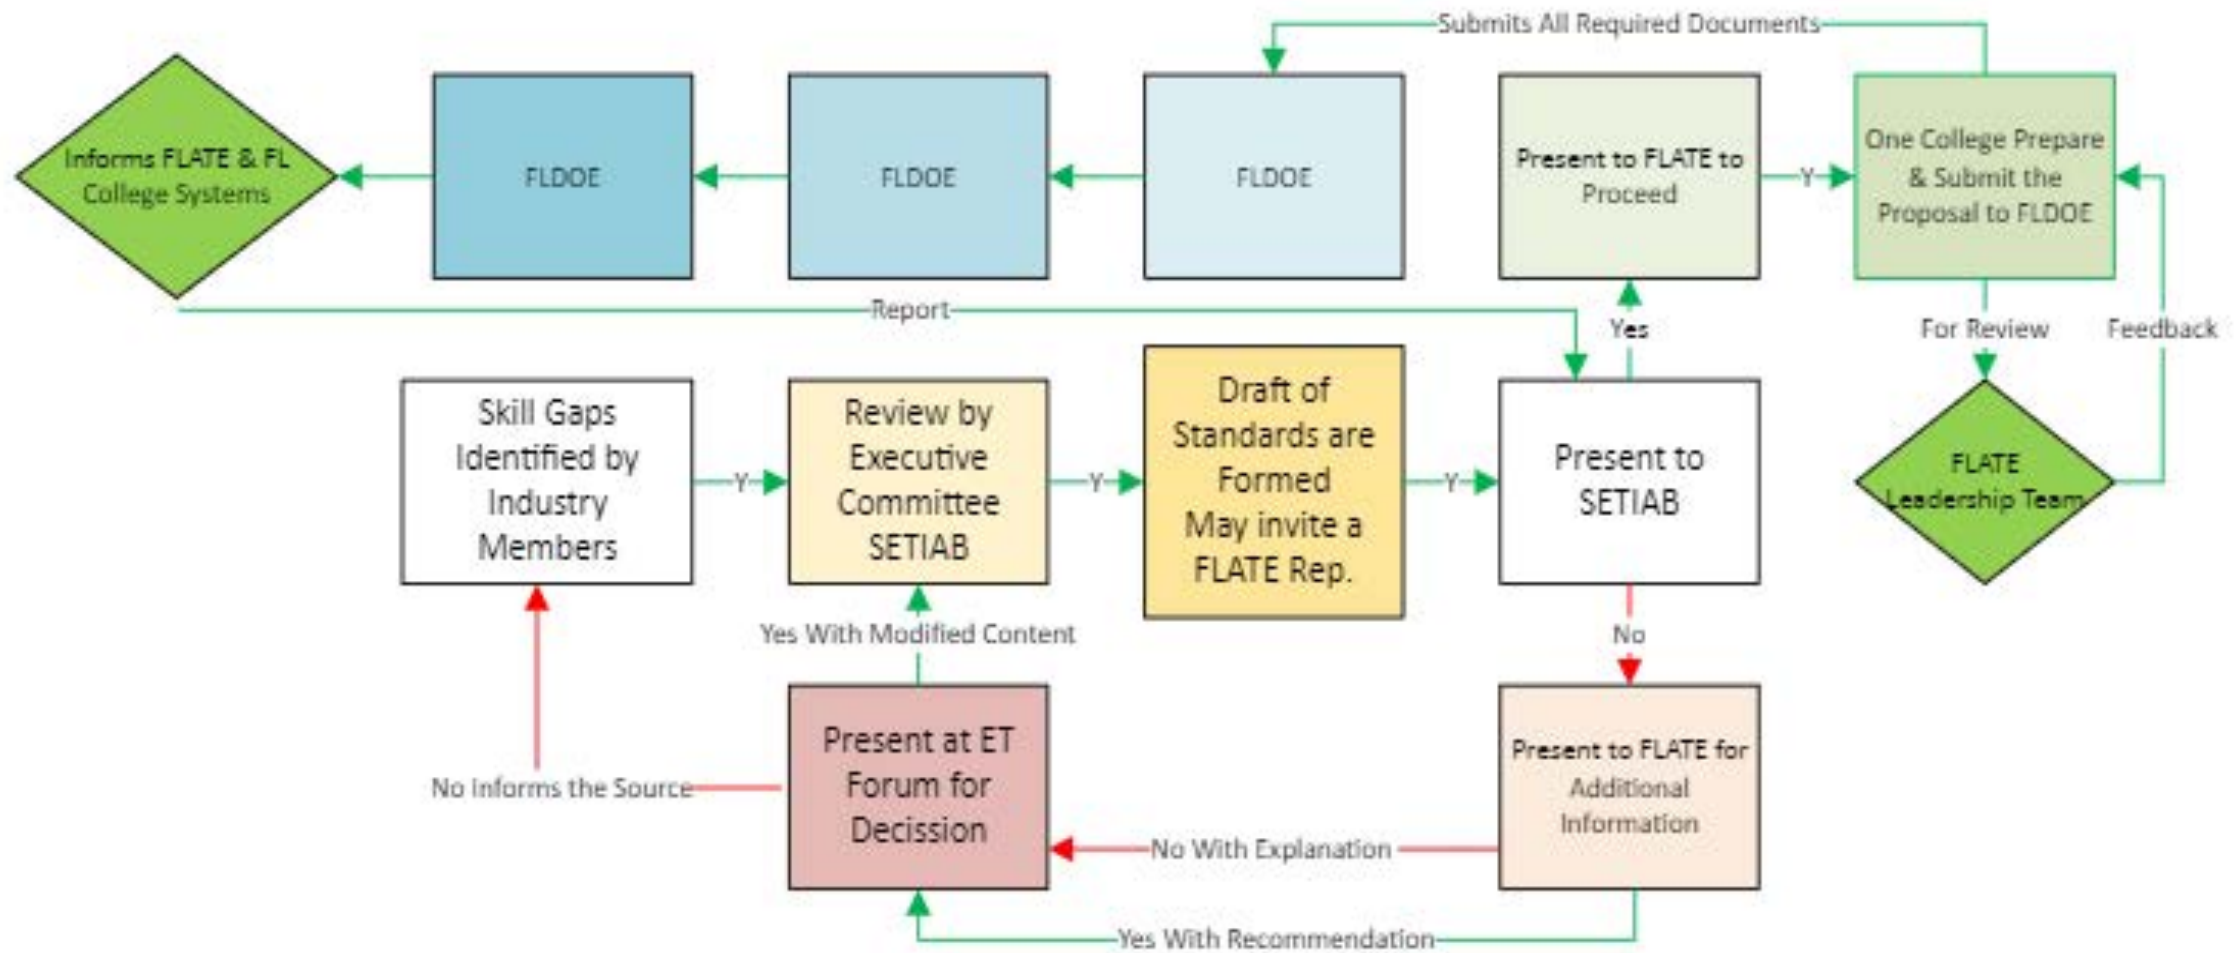 Submits All Required Documents
Informs FLATE & FL
College Systems
FLDOE
FLDOE
FLDOE
Present to FLATE to
Proceed
Y
One College Prepare
& Submit the
Proposal to FLDOE
Report
Yes
For Review
Feedback
Skill Gaps
Identified by
Industry
Members
Y
Review by
Executive
Committee
SETIAB
Y
Draft of
Standards are
Formed
May invite a
FLATE Rep.
Y
Present to
SETIAB
FLATE
Leadership Team
Yes With Modified Content
No
No Informs the Source
Present at ET
Forum for
Decission
Present to FLATE for
Additional
Information
No With Explanation
Yes With Recommendation